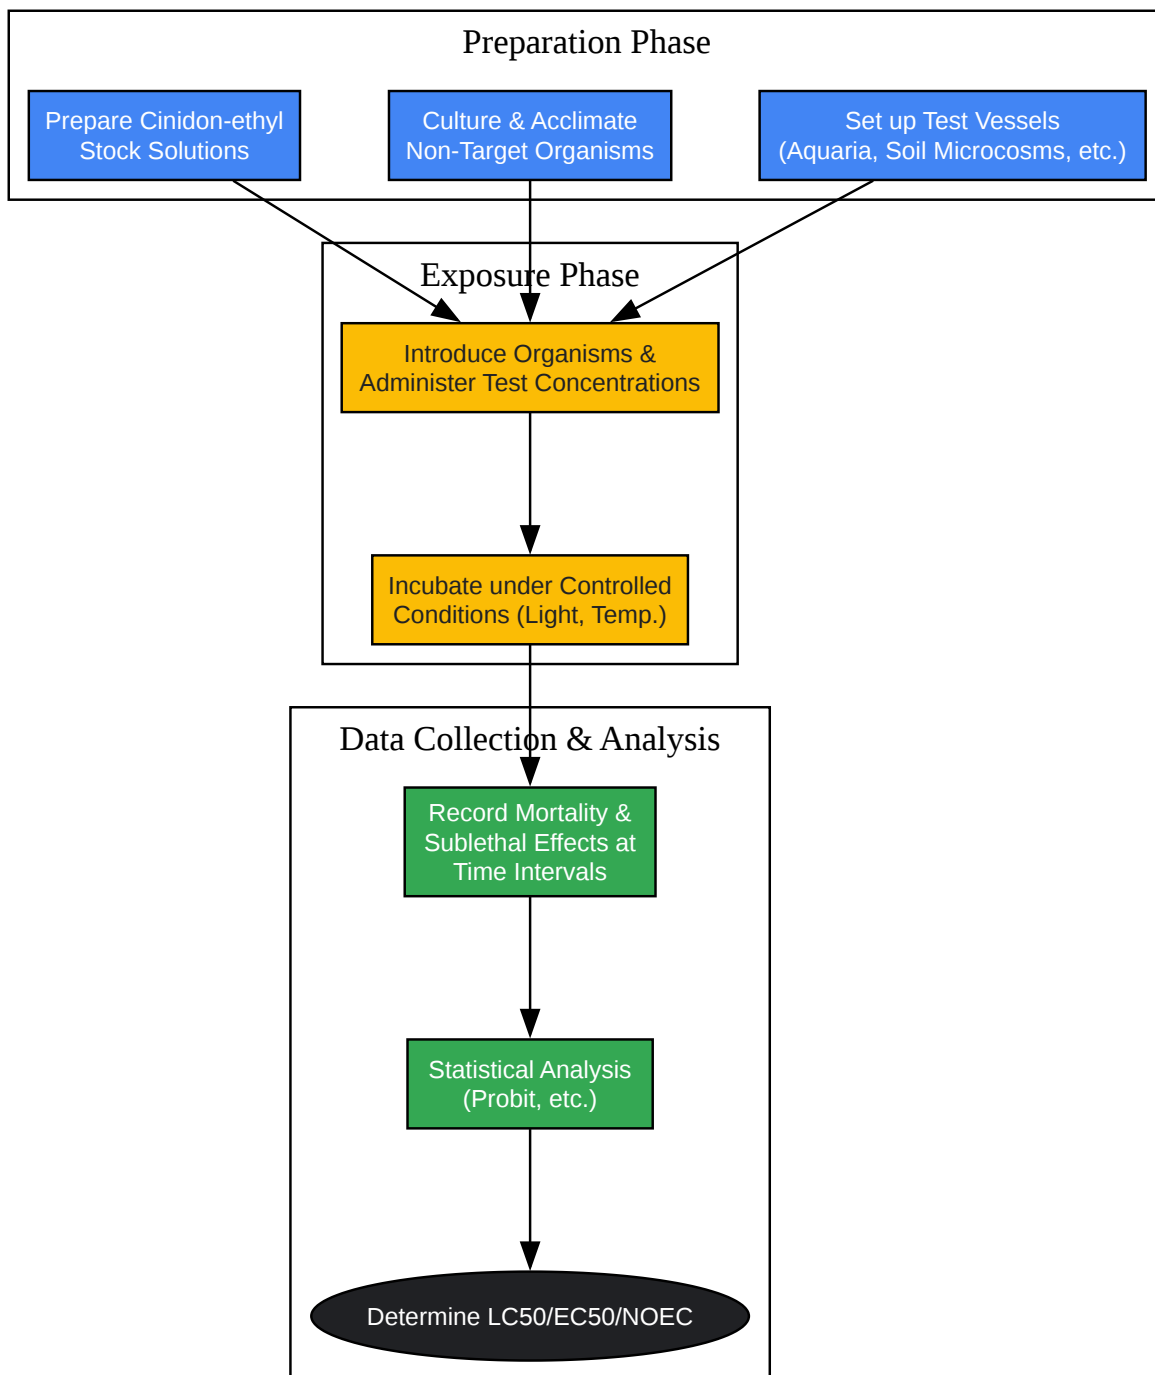 Preparation Phase
Prepare Cinidon-ethyl
Stock Solutions
Culture & Acclimate
Non-Target Organisms
Set up Test Vessels
(Aquaria, Soil Microcosms, etc.)
Exposure Phase
Introduce Organisms &
Administer Test Concentrations
Incubate under Controlled
Conditions (Light, Temp.)
Data Collection & Analysis
Record Mortality &
Sublethal Effects at
Time Intervals
Statistical Analysis
(Probit, etc.)
Determine LC50/EC50/NOEC